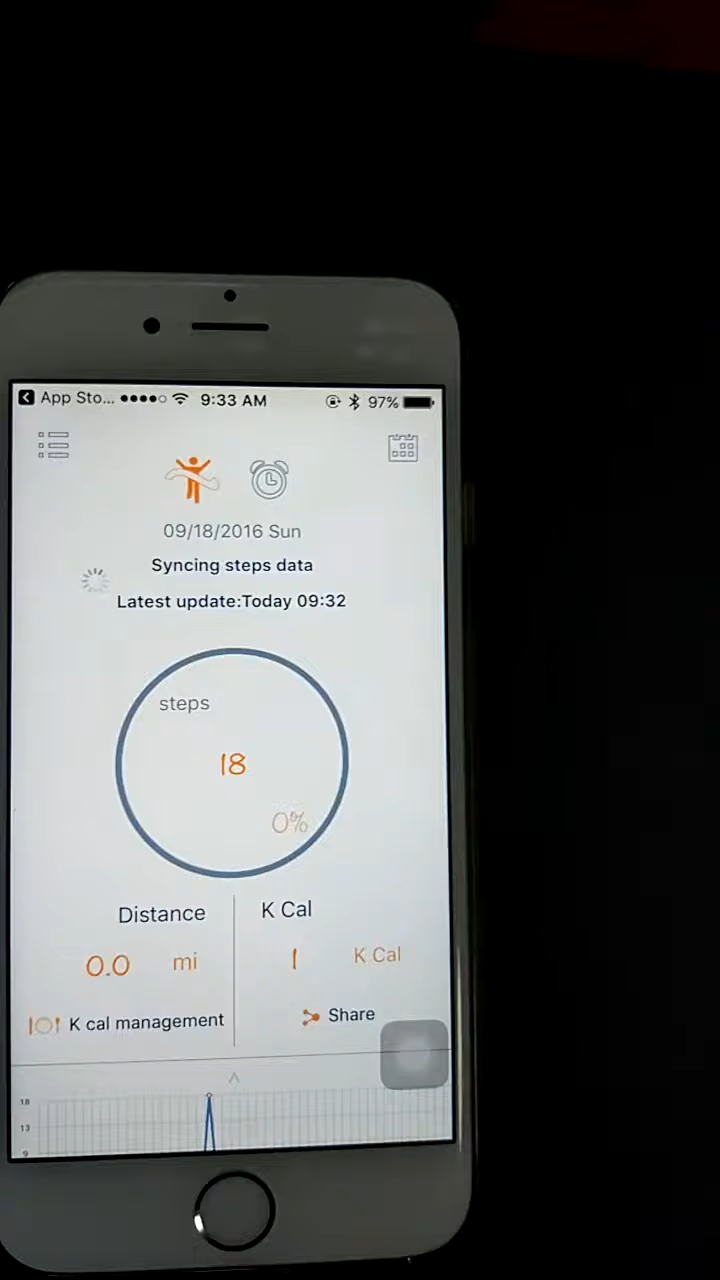 App Sto... 9:33 AM 97%
09/18/2016 Sun
Syncing steps data
Latest update:Today 09:32
steps
18
0%
Distance
K Cal
0.0 mi
1 K Cal
K cal management
Share
18
13
9